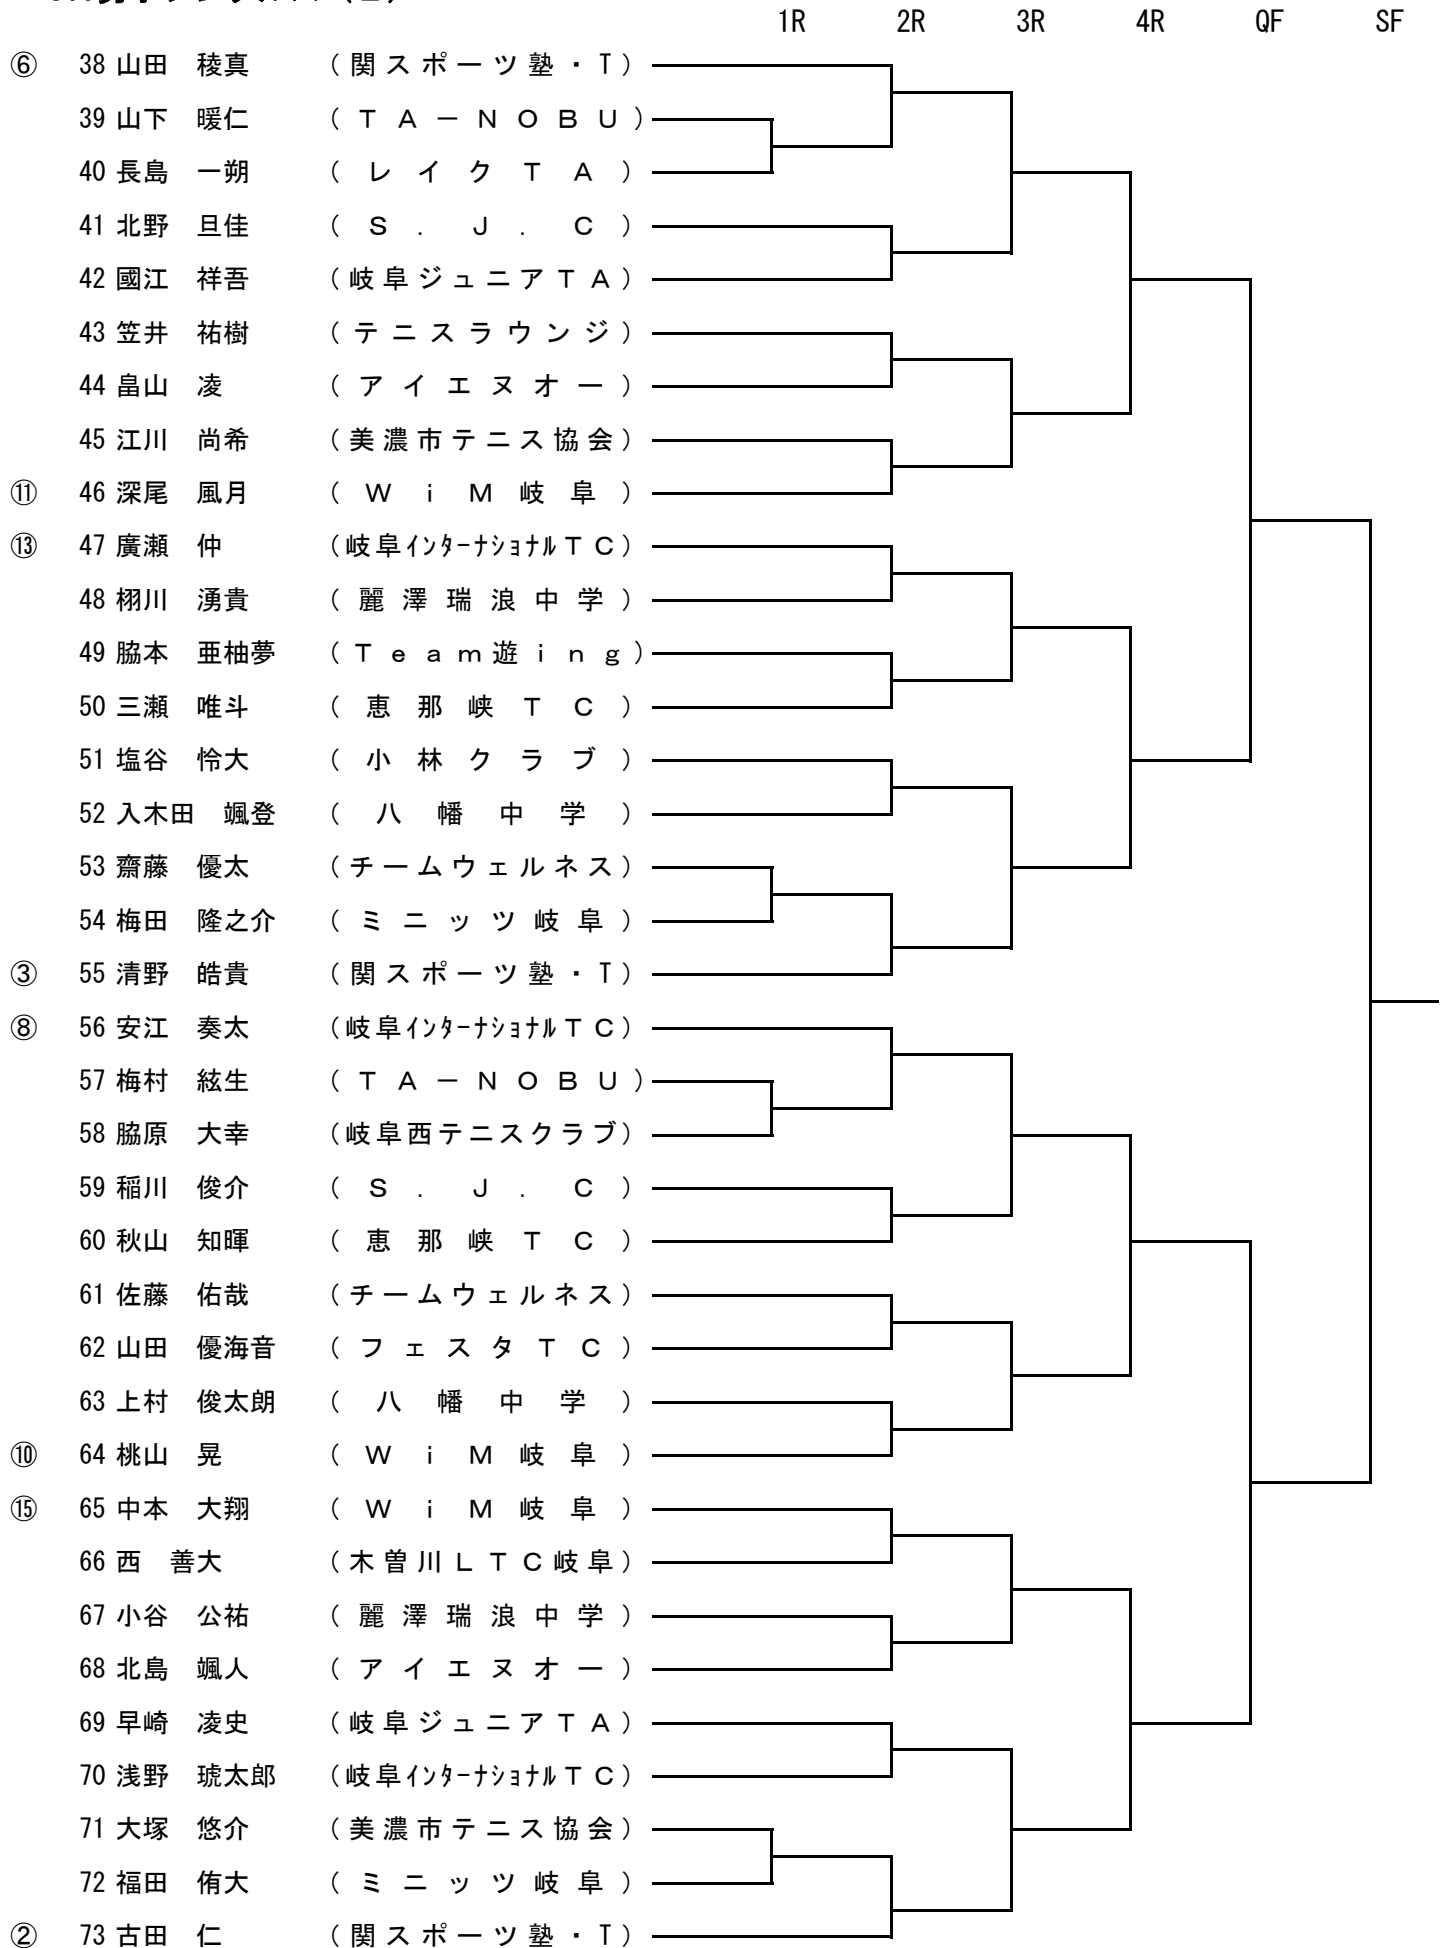 1R 2R 3R 4R QF SF
⑥ 38 山田 稜真 (関スポーツ塾・T)
39 山下 暖仁 (TA-NOBU)
40 長島 一朔 (レイクTA)
41 北野 旦佳 (S.J.C)
42 國江 祥吾 (岐阜ジュニアTA)
43 笠井 祐樹 (テニスラウンジ)
44 畠山 凌 (アイエヌオー)
45 江川 尚希 (美濃市テニス協会)
⑪ 46 深尾 風月 (WiM岐阜)
⑬ 47 廣瀬 仲 (岐阜インターナショナルTC)
48 栩川 湧貴 (麗澤瑞浪中学)
49 脇本 亜柚夢 (Team遊ing)
50 三瀬 唯斗 (恵那峡TC)
51 塩谷 怜大 (小林クラブ)
52 入木田 颯登 (八幡中学)
53 齋藤 優太 (チームウェルネス)
54 梅田 隆之介 (ミニッツ岐阜)
③ 55 清野 皓貴 (関スポーツ塾・T)
⑧ 56 安江 奏太 (岐阜インターナショナルTC)
57 梅村 絃生 (TA-NOBU)
58 脇原 大幸 (岐阜西テニスクラブ)
59 稲川 俊介 (S.J.C)
60 秋山 知暉 (恵那峡TC)
61 佐藤 佑哉 (チームウェルネス)
62 山田 優海音 (フェスタTC)
63 上村 俊太朗 (八幡中学)
⑩ 64 桃山 晃 (WiM岐阜)
⑮ 65 中本 大翔 (WiM岐阜)
66 西 善大 (木曽川LTC岐阜)
67 小谷 公祐 (麗澤瑞浪中学)
68 北島 颯人 (アイエヌオー)
69 早崎 凌史 (岐阜ジュニアTA)
70 浅野 琥太郎 (岐阜インターナショナルTC)
71 大塚 悠介 (美濃市テニス協会)
72 福田 侑大 (ミニッツ岐阜)
② 73 古田 仁 (関スポーツ塾・T)